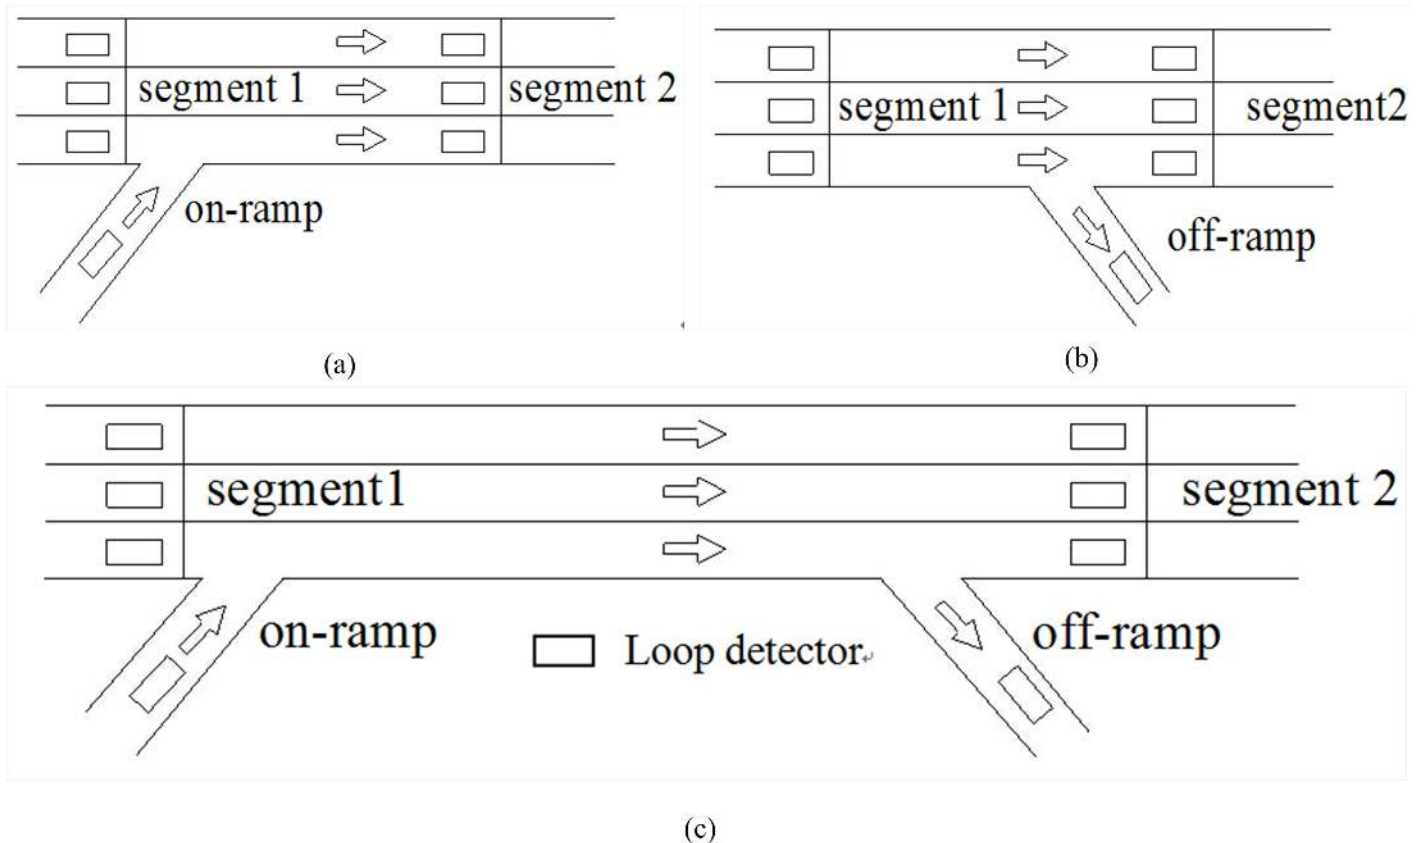 segment 1
segment 2
on-ramp
(a)
segment 1
segment2
off-ramp
(b)
segment1
segment 2
on-ramp
Loop detector
off-ramp
(c)